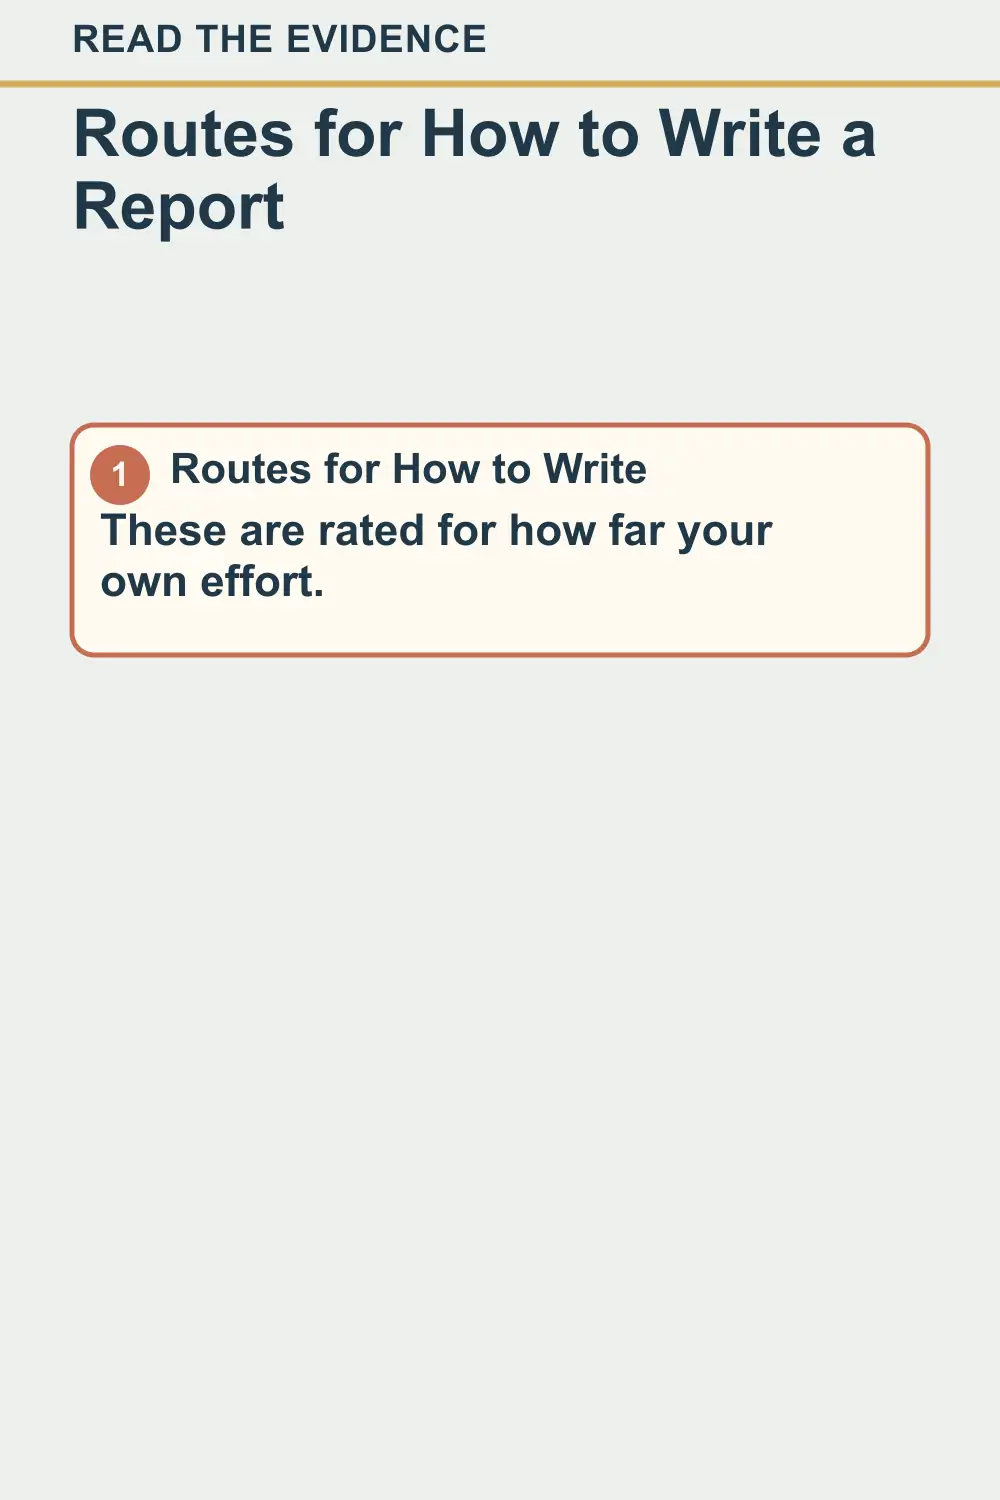 READ THE EVIDENCE
Routes for How to Write a
Report
1 Routes for How to Write
These are rated for how far your
own effort.